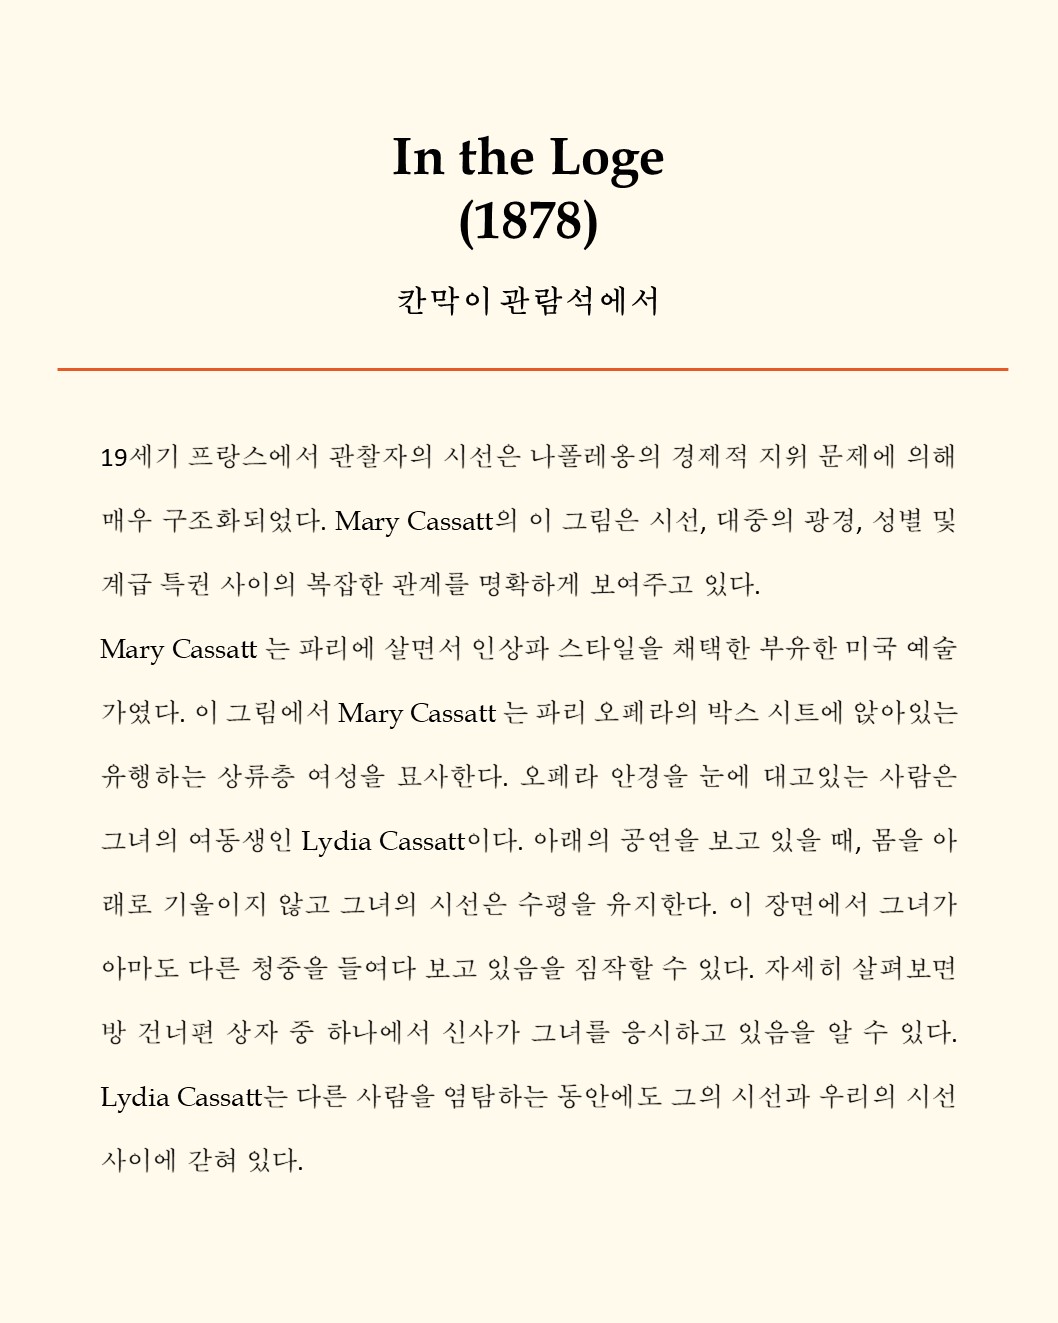 In the Loge
(1878)
칸막이 관람석에서
19세기 프랑스에서 관찰자의 시선은 나폴레옹의 경제적 지위 문제에 의해
매우 구조화되었다. Mary Cassatt의 이 그림은 시선, 대중의 광경, 성별 및
계급 특권 사이의 복잡한 관계를 명확하게 보여주고 있다.
Mary Cassatt 는 파리에 살면서 인상파 스타일을 채택한 부유한 미국 예술
가였다. 이 그림에서 Mary Cassatt 는 파리 오페라의 박스 시트에 앉아있는
유행하는 상류층 여성을 묘사한다. 오페라 안경을 눈에 대고있는 사람은
그녀의 여동생인 Lydia Cassatt이다. 아래의 공연을 보고 있을 때, 몸을 아
래로 기울이지 않고 그녀의 시선은 수평을 유지한다. 이 장면에서 그녀가
아마도 다른 청중을 들여다 보고 있음을 짐작할 수 있다. 자세히 살펴보면
방 건너편 상자 중 하나에서 신사가 그녀를 응시하고 있음을 알 수 있다.
Lydia Cassatt는 다른 사람을 염탐하는 동안에도 그의 시선과 우리의 시선
사이에 갇혀 있다.